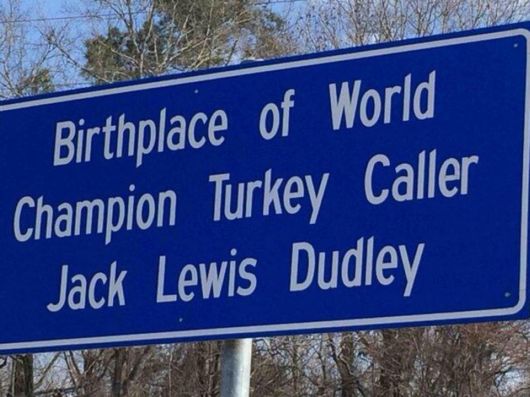 Birthplace of World
Champion Turkey Caller
Jack Lewis Dudley